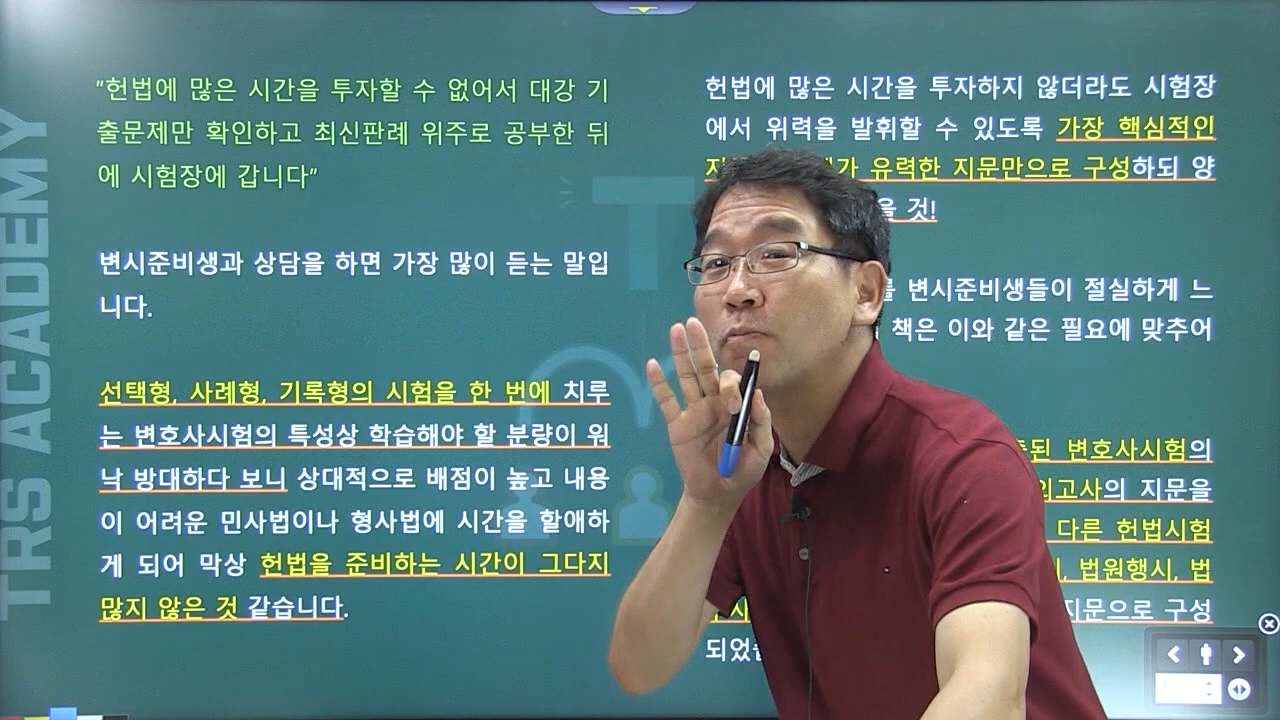 TRS ACADEMY
"헌법에 많은 시간을 투자할 수 없어서 대강 기
출문제만 확인하고 최신판례 위주로 공부한 뒤
에 시험장에 갑니다"
변시준비생과 상담을 하면 가장 많이 듣는 말입
니다.
선택형, 사례형, 기록형의 시험을 한 번에 치루
는 변호사시험의 특성상 학습해야 할 분량이 워
낙 방대하다 보니 상대적으로 배점이 높고 내용
이 어려운 민사법이나 형사법에 시간을 할애하
게 되어 막상 헌법을 준비하는 시간이 그다지
많지 않은 것 같습니다.
헌법에 많은 시간을 투자하지 않더라도 시험장
에서 위력을 발휘할 수 있도록 가장 핵심적인
유력한 지문만으로 구성하되 양
것!
변시준비생들이 절실하게 느
책은 이와 같은 필요에 맞추어
변호사시험의
지문을
다른 헌법시험
법원행시, 법
지문으로 구성